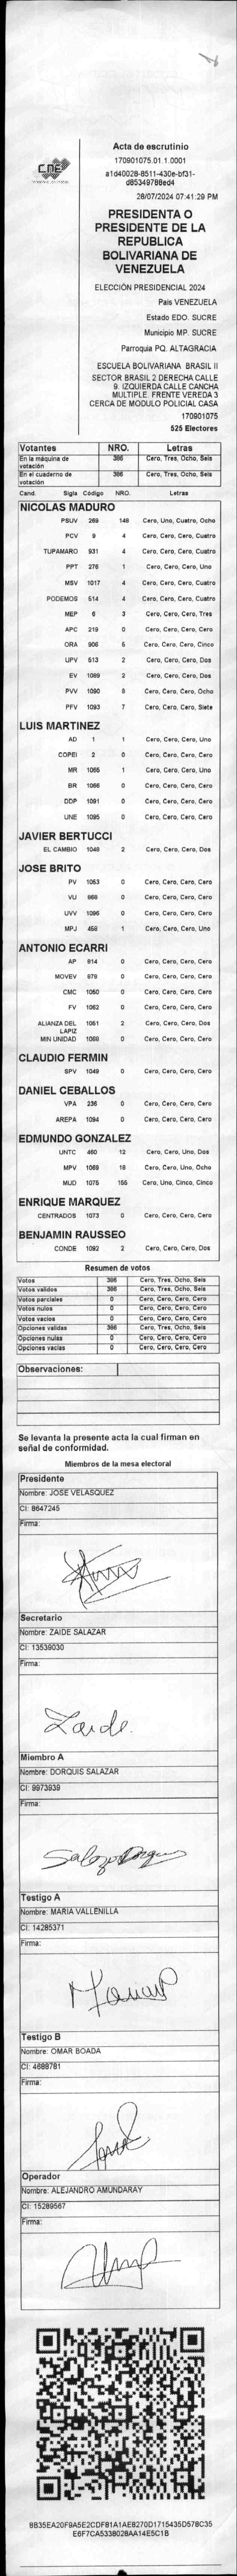 CNE
Acta de escrutinio
170901075.01.1.0001
a1d40028-8511-430e-bf31-
d85349788ed4
28/07/2024 07:41:29 PM
PRESIDENTA O
PRESIDENTE DE LA
REPUBLICA
BOLIVARIANA DE
VENEZUELA
ELECCIÓN PRESIDENCIAL 2024
País VENEZUELA
Estado EDO. SUCRE
Municipio MP. SUCRE
Parroquia PQ. ALTAGRACIA
ESCUELA BOLIVARIANA BRASIL II
SECTOR BRASIL 2 DERECHA CALLE
9. IZQUIERDA CALLE CANCHA
MULTIPLE. FRENTE VEREDA 3
CERCA DE MODULO POLICIAL CASA
170901075
525 Electores
Votantes NRO. Letras
En la máquina de votación 386 Cero, Tres, Ocho, Seis
En el cuaderno de votación 386 Cero, Tres, Ocho, Seis
Cand. Sigla Código NRO. Letras
NICOLAS MADURO
PSUV 269 148 Cero, Uno, Cuatro, Ocho
PCV 9 4 Cero, Cero, Cero, Cuatro
TUPAMARO 931 4 Cero, Cero, Cero, Cuatro
PPT 276 1 Cero, Cero, Cero, Uno
MSV 1017 4 Cero, Cero, Cero, Cuatro
PODEMOS 514 4 Cero, Cero, Cero, Cuatro
MEP 6 3 Cero, Cero, Cero, Tres
APC 219 0 Cero, Cero, Cero, Cero
ORA 906 5 Cero, Cero, Cero, Cinco
UPV 513 2 Cero, Cero, Cero, Dos
EV 1089 2 Cero, Cero, Cero, Dos
PVV 1090 8 Cero, Cero, Cero, Ocho
PFV 1093 7 Cero, Cero, Cero, Siete
LUIS MARTINEZ
AD 1 1 Cero, Cero, Cero, Uno
COPEI 2 0 Cero, Cero, Cero, Cero
MR 1065 1 Cero, Cero, Cero, Uno
BR 1066 0 Cero, Cero, Cero, Cero
DDP 1091 0 Cero, Cero, Cero, Cero
UNE 1095 0 Cero, Cero, Cero, Cero
JAVIER BERTUCCI
EL CAMBIO 1048 2 Cero, Cero, Cero, Dos
JOSE BRITO
PV 1053 0 Cero, Cero, Cero, Cero
VU 868 0 Cero, Cero, Cero, Cero
UVV 1096 0 Cero, Cero, Cero, Cero
MPJ 458 1 Cero, Cero, Cero, Uno
ANTONIO ECARRI
AP 814 0 Cero, Cero, Cero, Cero
MOVEV 979 0 Cero, Cero, Cero, Cero
CMC 1050 0 Cero, Cero, Cero, Cero
FV 1062 0 Cero, Cero, Cero, Cero
ALIANZA DEL LAPIZ 1051 2 Cero, Cero, Cero, Dos
MIN UNIDAD 1068 0 Cero, Cero, Cero, Cero
CLAUDIO FERMIN
SPV 1049 0 Cero, Cero, Cero, Cero
DANIEL CEBALLOS
VPA 236 0 Cero, Cero, Cero, Cero
AREPA 1094 0 Cero, Cero, Cero, Cero
EDMUNDO GONZALEZ
UNTC 460 12 Cero, Cero, Uno, Dos
MPV 1069 18 Cero, Cero, Uno, Ocho
MUD 1075 155 Cero, Uno, Cinco, Cinco
ENRIQUE MARQUEZ
CENTRADOS 1073 0 Cero, Cero, Cero, Cero
BENJAMIN RAUSSEO
CONDE 1092 2 Cero, Cero, Cero, Dos
Resumen de votos
Votos 386 Cero, Tres, Ocho, Seis
Votos validos 386 Cero, Tres, Ocho, Seis
Votos parciales 0 Cero, Cero, Cero, Cero
Votos nulos 0 Cero, Cero, Cero, Cero
Votos vacios 0 Cero, Cero, Cero, Cero
Opciones validas 386 Cero, Tres, Ocho, Seis
Opciones nulas 0 Cero, Cero, Cero, Cero
Opciones vacias 0 Cero, Cero, Cero, Cero
Observaciones:
Se levanta la presente acta la cual firman en
señal de conformidad.
Miembros de la mesa electoral
Presidente
Nombre: JOSE VELASQUEZ
CI: 8647245
Firma:
Secretario
Nombre: ZAIDE SALAZAR
CI: 13539030
Firma:
Zaide.
Miembro A
Nombre: DORQUIS SALAZAR
CI: 9973939
Firma:
Testigo A
Nombre: MARIA VALLENILLA
CI: 14285371
Firma:
Testigo B
Nombre: OMAR BOADA
CI: 4688781
Firma:
Operador
Nombre: ALEJANDRO AMUNDARAY
CI: 15289567
Firma:
8B35EA20F9A5E2CDF81A1AE8270D1715435D578C35
E6F7CA5338028AA14E5C1B